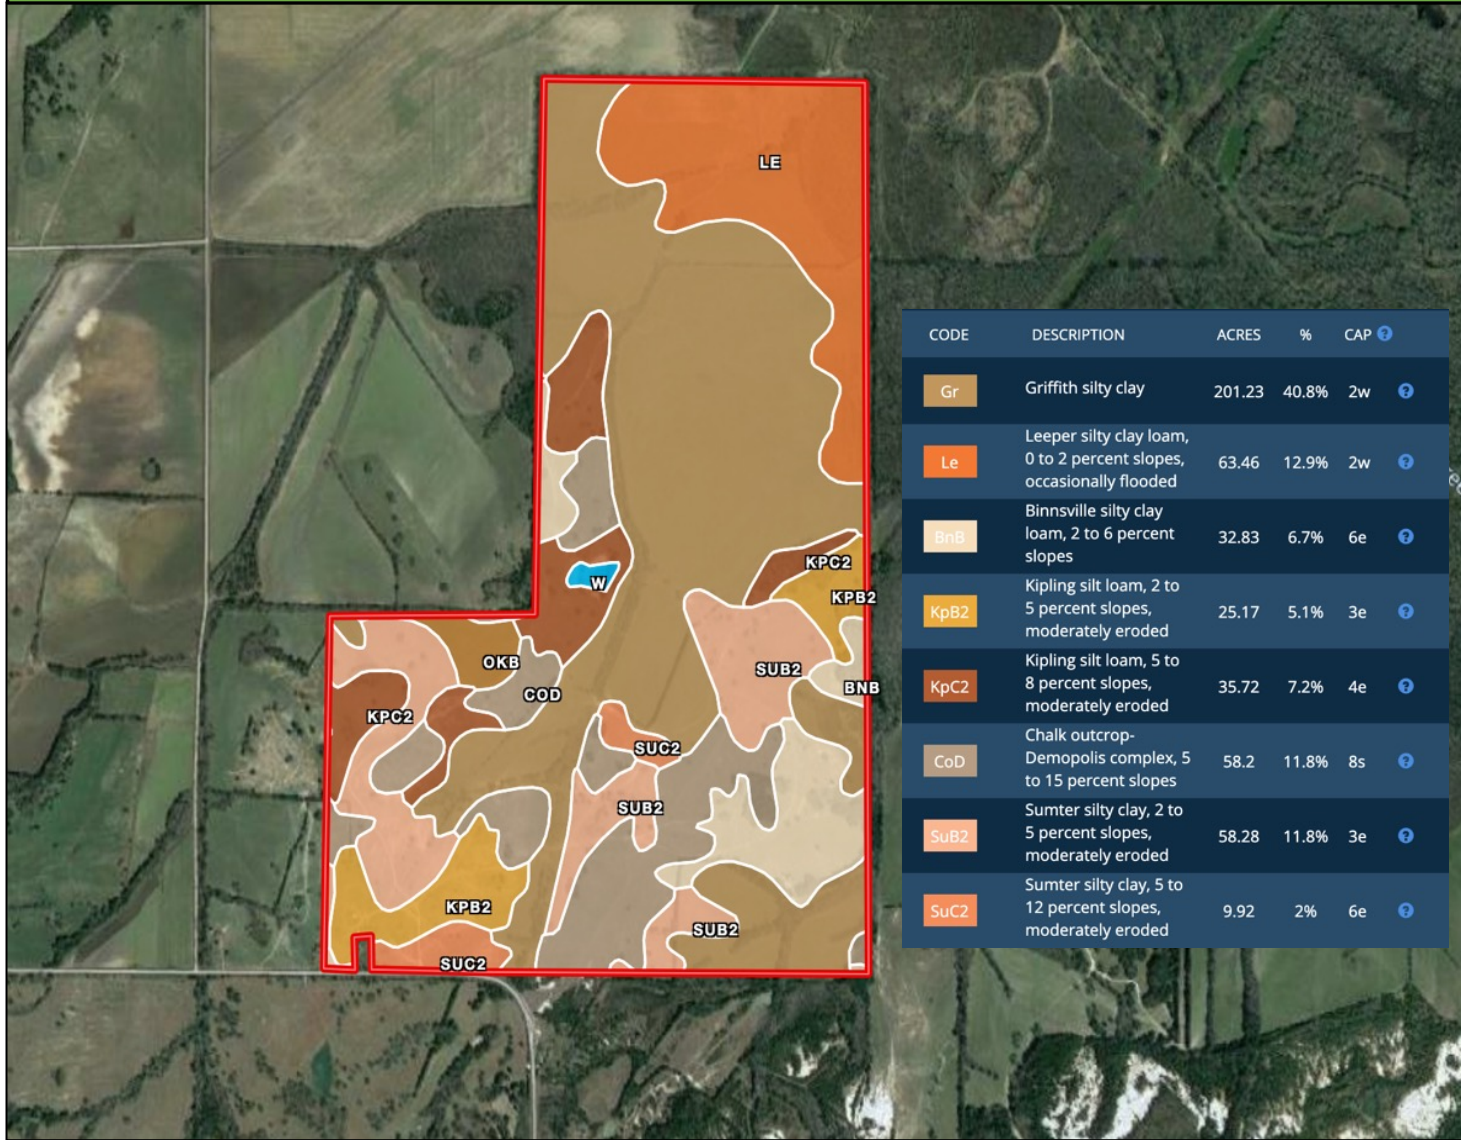 LE
KPC2
W
KPB2
OKB
SUB2
BNB
COD
KPC2
SUC2
SUB2
KPB2
SUB2
SUC2
CODE DESCRIPTION ACRES % CAP ?
Gr Griffith silty clay 201.23 40.8% 2w ?
Leeper silty clay loam,
Le 0 to 2 percent slopes, 63.46 12.9% 2w ?
occasionally flooded
Binnsville silty clay
BnB loam, 2 to 6 percent 32.83 6.7% 6e ?
slopes
Kipling silt loam, 2 to
KpB2 5 percent slopes, 25.17 5.1% 3e ?
moderately eroded
Kipling silt loam, 5 to
KpC2 8 percent slopes, 35.72 7.2% 4e ?
moderately eroded
Chalk outcrop-
CoD Demopolis complex, 5 58.2 11.8% 8s ?
to 15 percent slopes
Sumter silty clay, 2 to
SuB2 5 percent slopes, 58.28 11.8% 3e ?
moderately eroded
Sumter silty clay, 5 to
SuC2 12 percent slopes, 9.92 2% 6e ?
moderately eroded